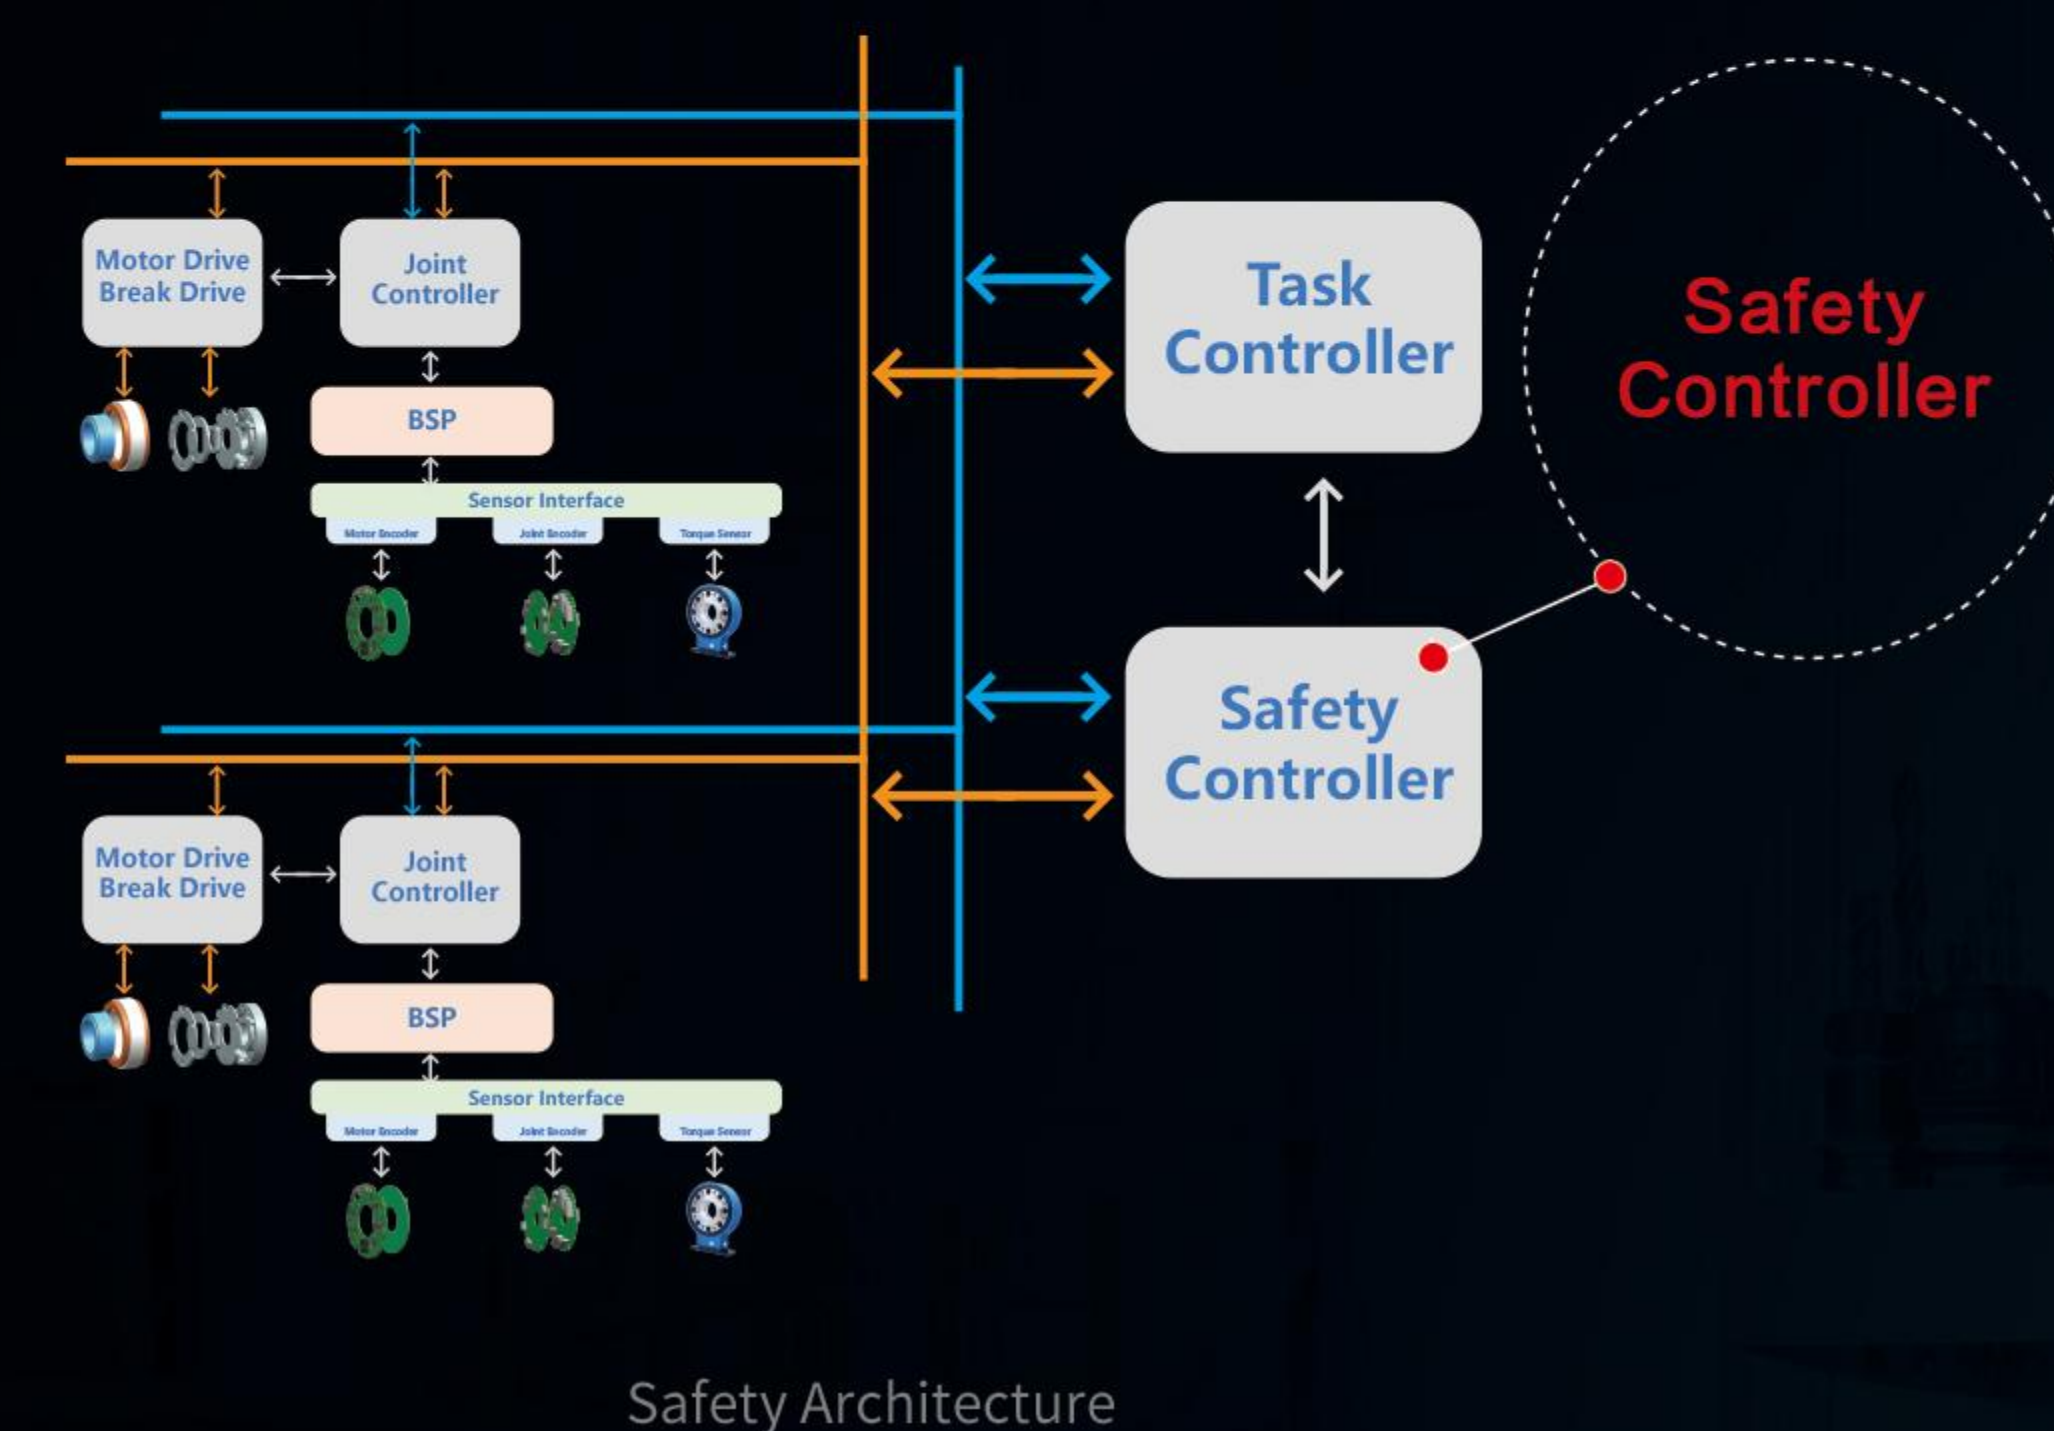 Motor Drive
Break Drive
Joint
Controller
BSP
Sensor Interface
Motor Encoder
Joint Encoder
Torque Sensor
Task
Controller
Safety
Controller
Safety
Controller
Motor Drive
Break Drive
Joint
Controller
BSP
Sensor Interface
Motor Encoder
Joint Encoder
Torque Sensor
Safety Architecture